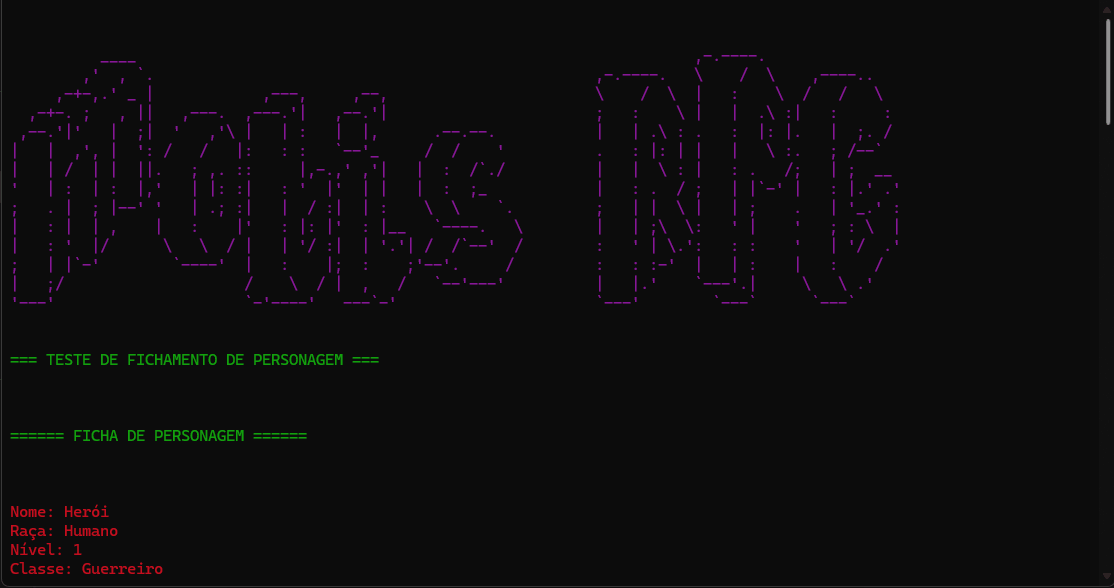 === TESTE DE FICHAMENTO DE PERSONAGEM ===
====== FICHA DE PERSONAGEM ======
Nome: Herói
Raça: Humano
Nível: 1
Classe: Guerreiro